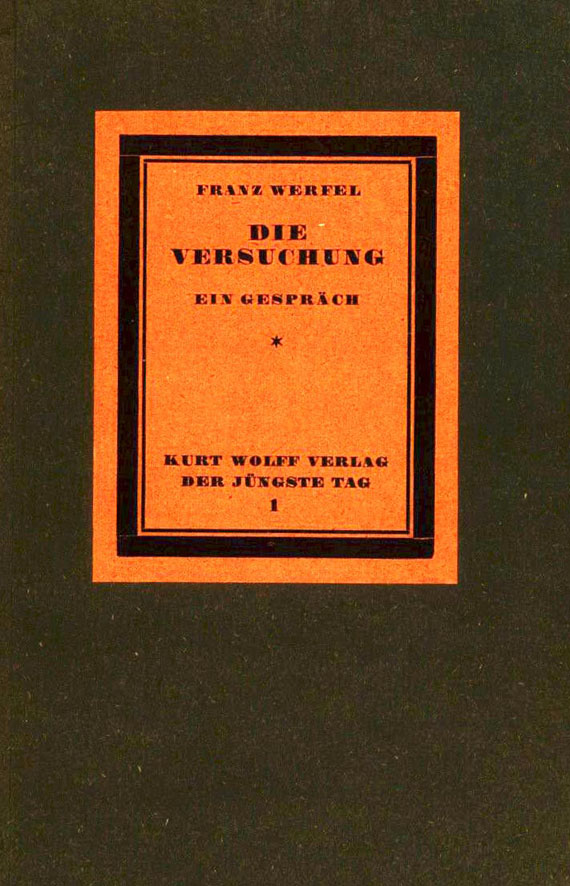 FRANZ WERFEL
DIE
VERSUCHUNG
EIN GESPRÄCH
*
KURT WOLFF VERLAG
DER JÜNGSTE TAG
1